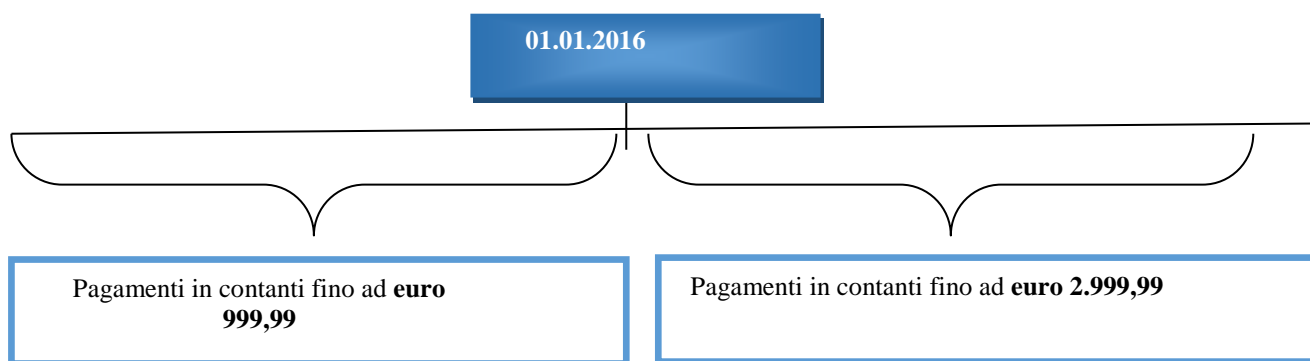 01.01.2016
Pagamenti in contanti fino ad euro
999,99
Pagamenti in contanti fino ad euro 2.999,99